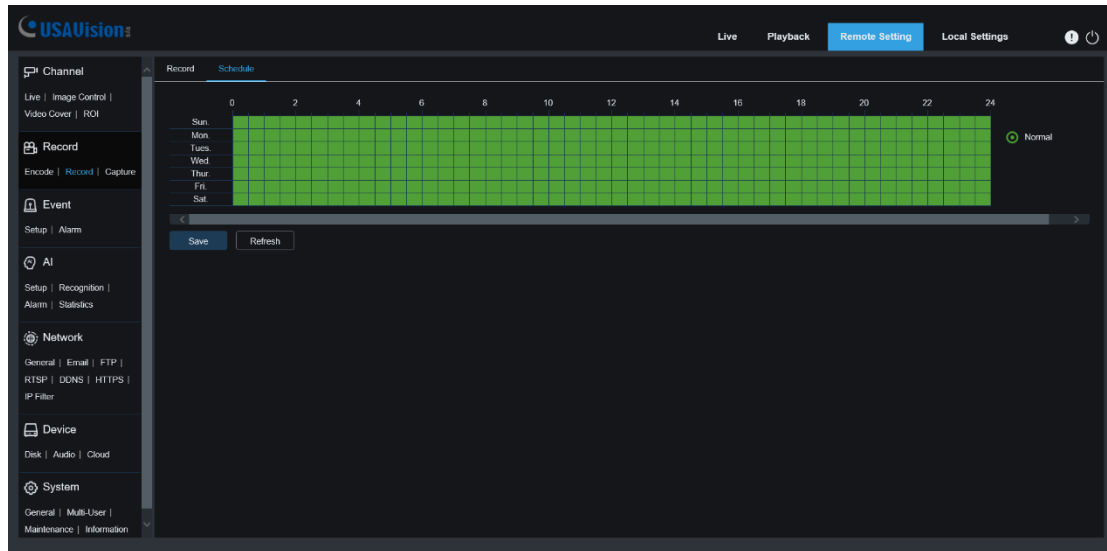 USAVision
Live Playback Remote Setting Local Settings
Channel
Live | Image Control |
Video Cover | ROI
Record
Encode | Record | Capture
Event
Setup | Alarm
AI
Setup | Recognition |
Alarm | Statistics
Network
General | Email | FTP |
RTSP | DDNS | HTTPS |
IP Filter
Device
Disk | Audio | Cloud
System
General | Multi-User |
Maintenance | Information
Record Schedule
0 2 4 6 8 10 12 14 16 18 20 22 24
Sun.
Mon.
Tues.
Wed.
Thur.
Fri.
Sat.
Normal
Save Refresh